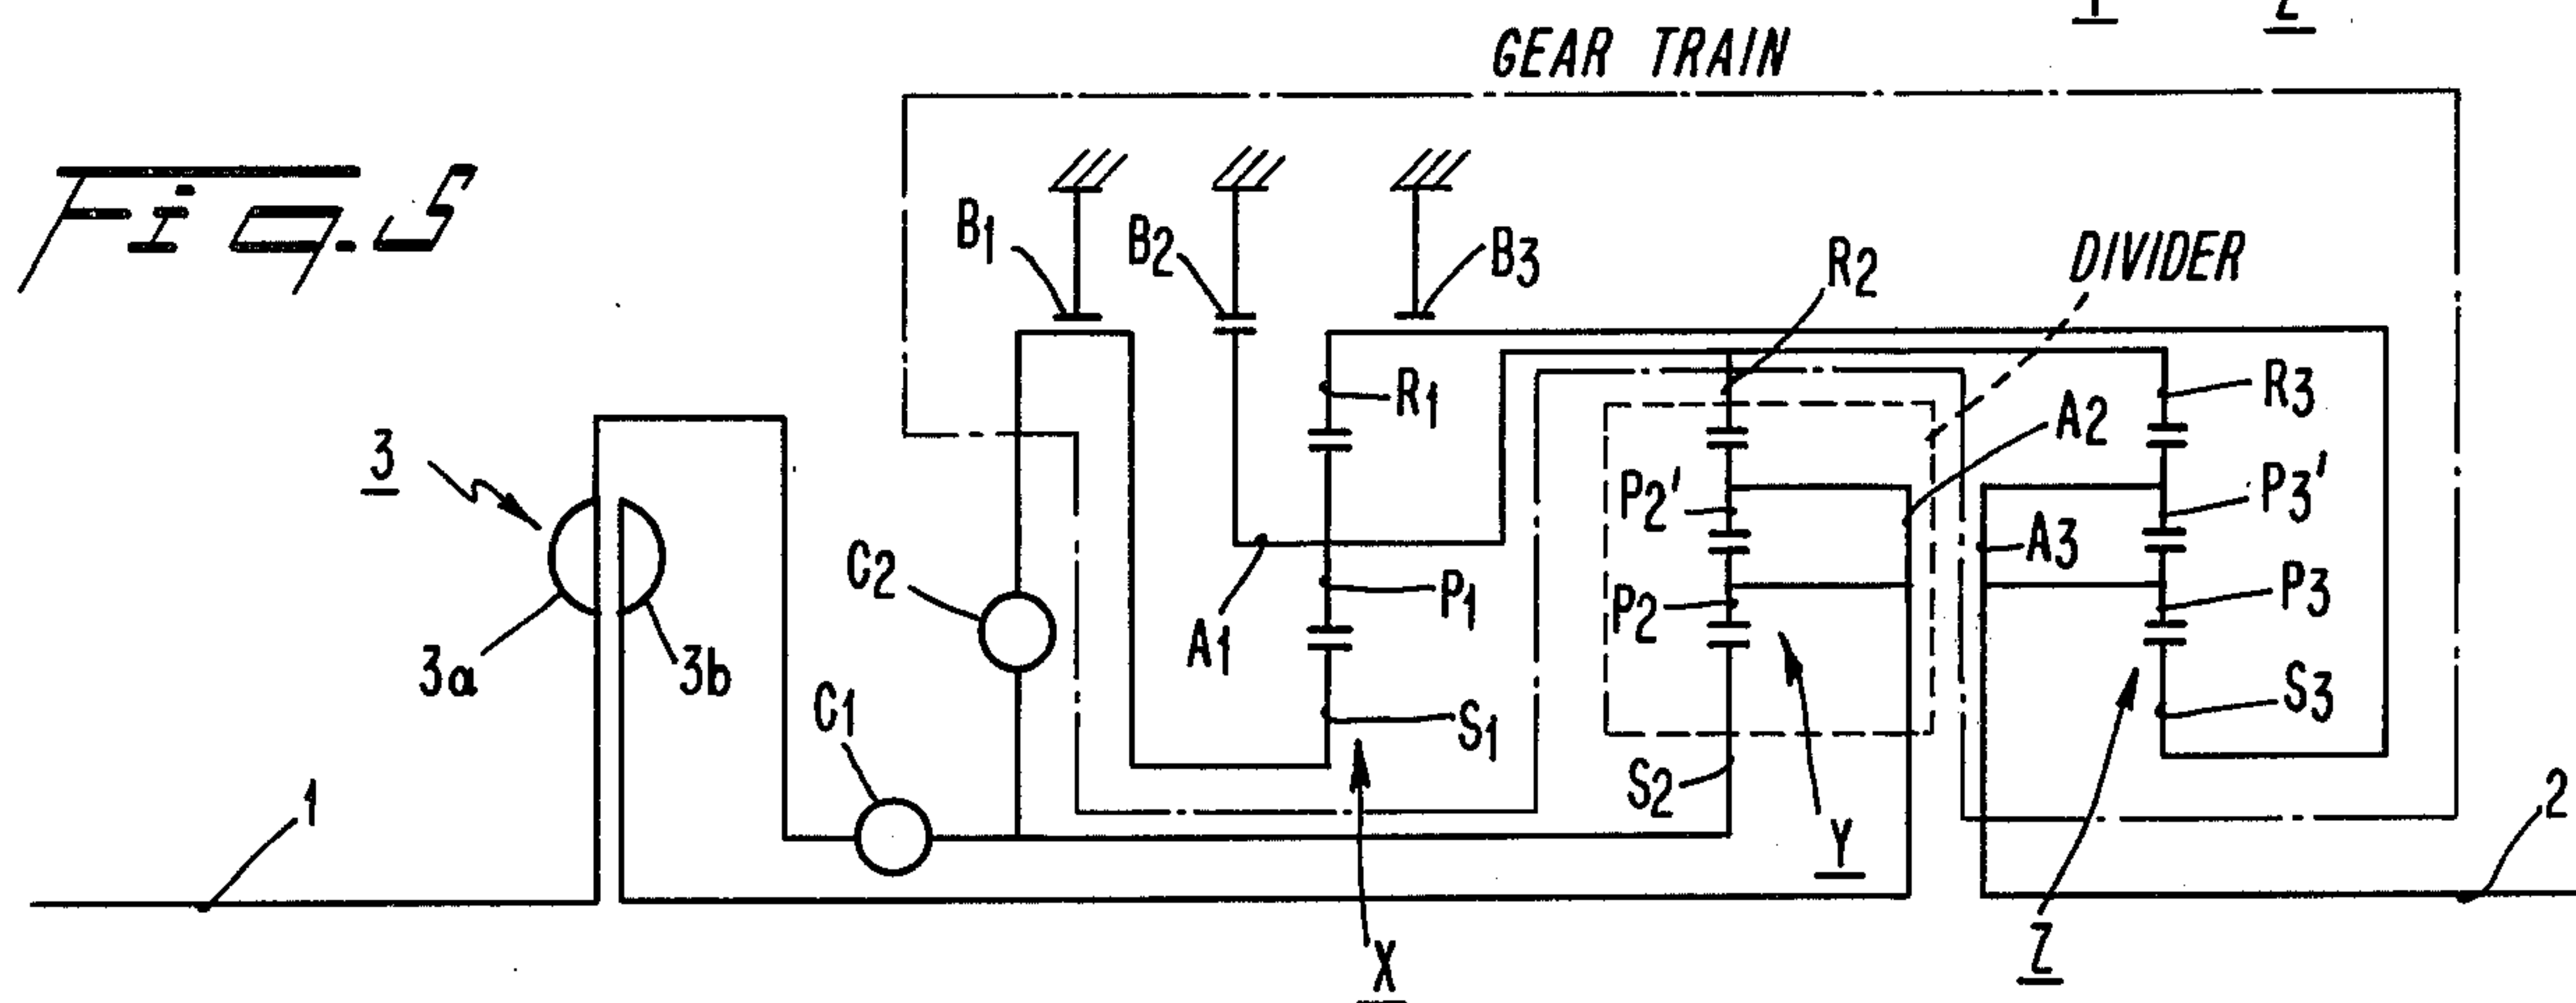 GEAR TRAIN
Fig. 5
B1
B2
B3
R2
DIVIDER
R1
R3
A2
3
P2'
P3'
C2
A3
A1
P1
P2
P3
3a
3b
C1
S1
S3
S2
1
2
Y
X
Z